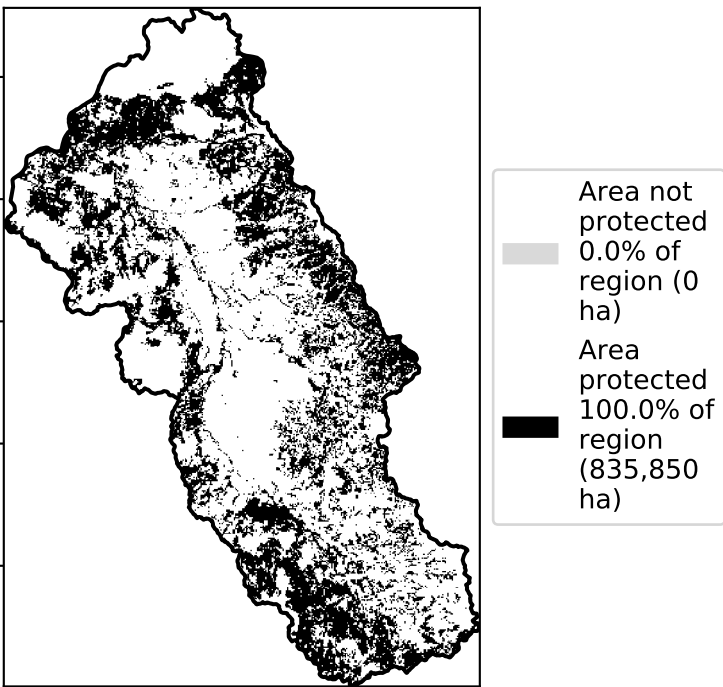 Area not
protected
0.0% of
region (0
ha)
Area
protected
100.0% of
region
(835,850
ha)